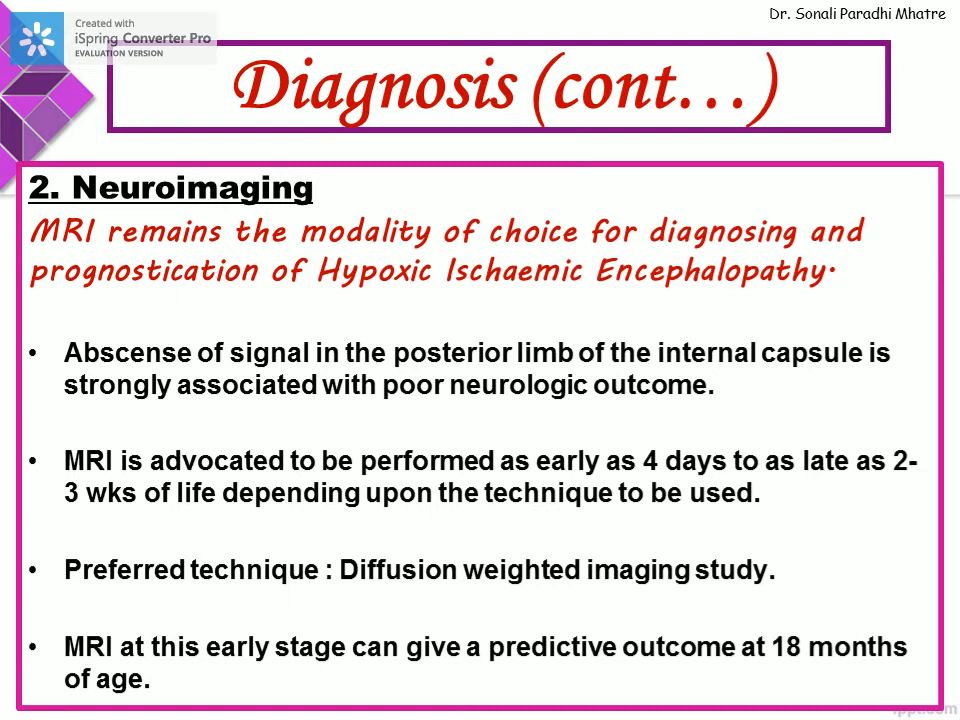 Dr. Sonali Paradhi Mhatre
Created with
iSpring Converter Pro
EVALUATION VERSION
Diagnosis (cont...)
2. Neuroimaging
MRI remains the modality of choice for diagnosing and
prognostication of Hypoxic Ischaemic Encephalopathy.
• Abscense of signal in the posterior limb of the internal capsule is
strongly associated with poor neurologic outcome.
• MRI is advocated to be performed as early as 4 days to as late as 2-
3 wks of life depending upon the technique to be used.
• Preferred technique : Diffusion weighted imaging study.
• MRI at this early stage can give a predictive outcome at 18 months
of age.